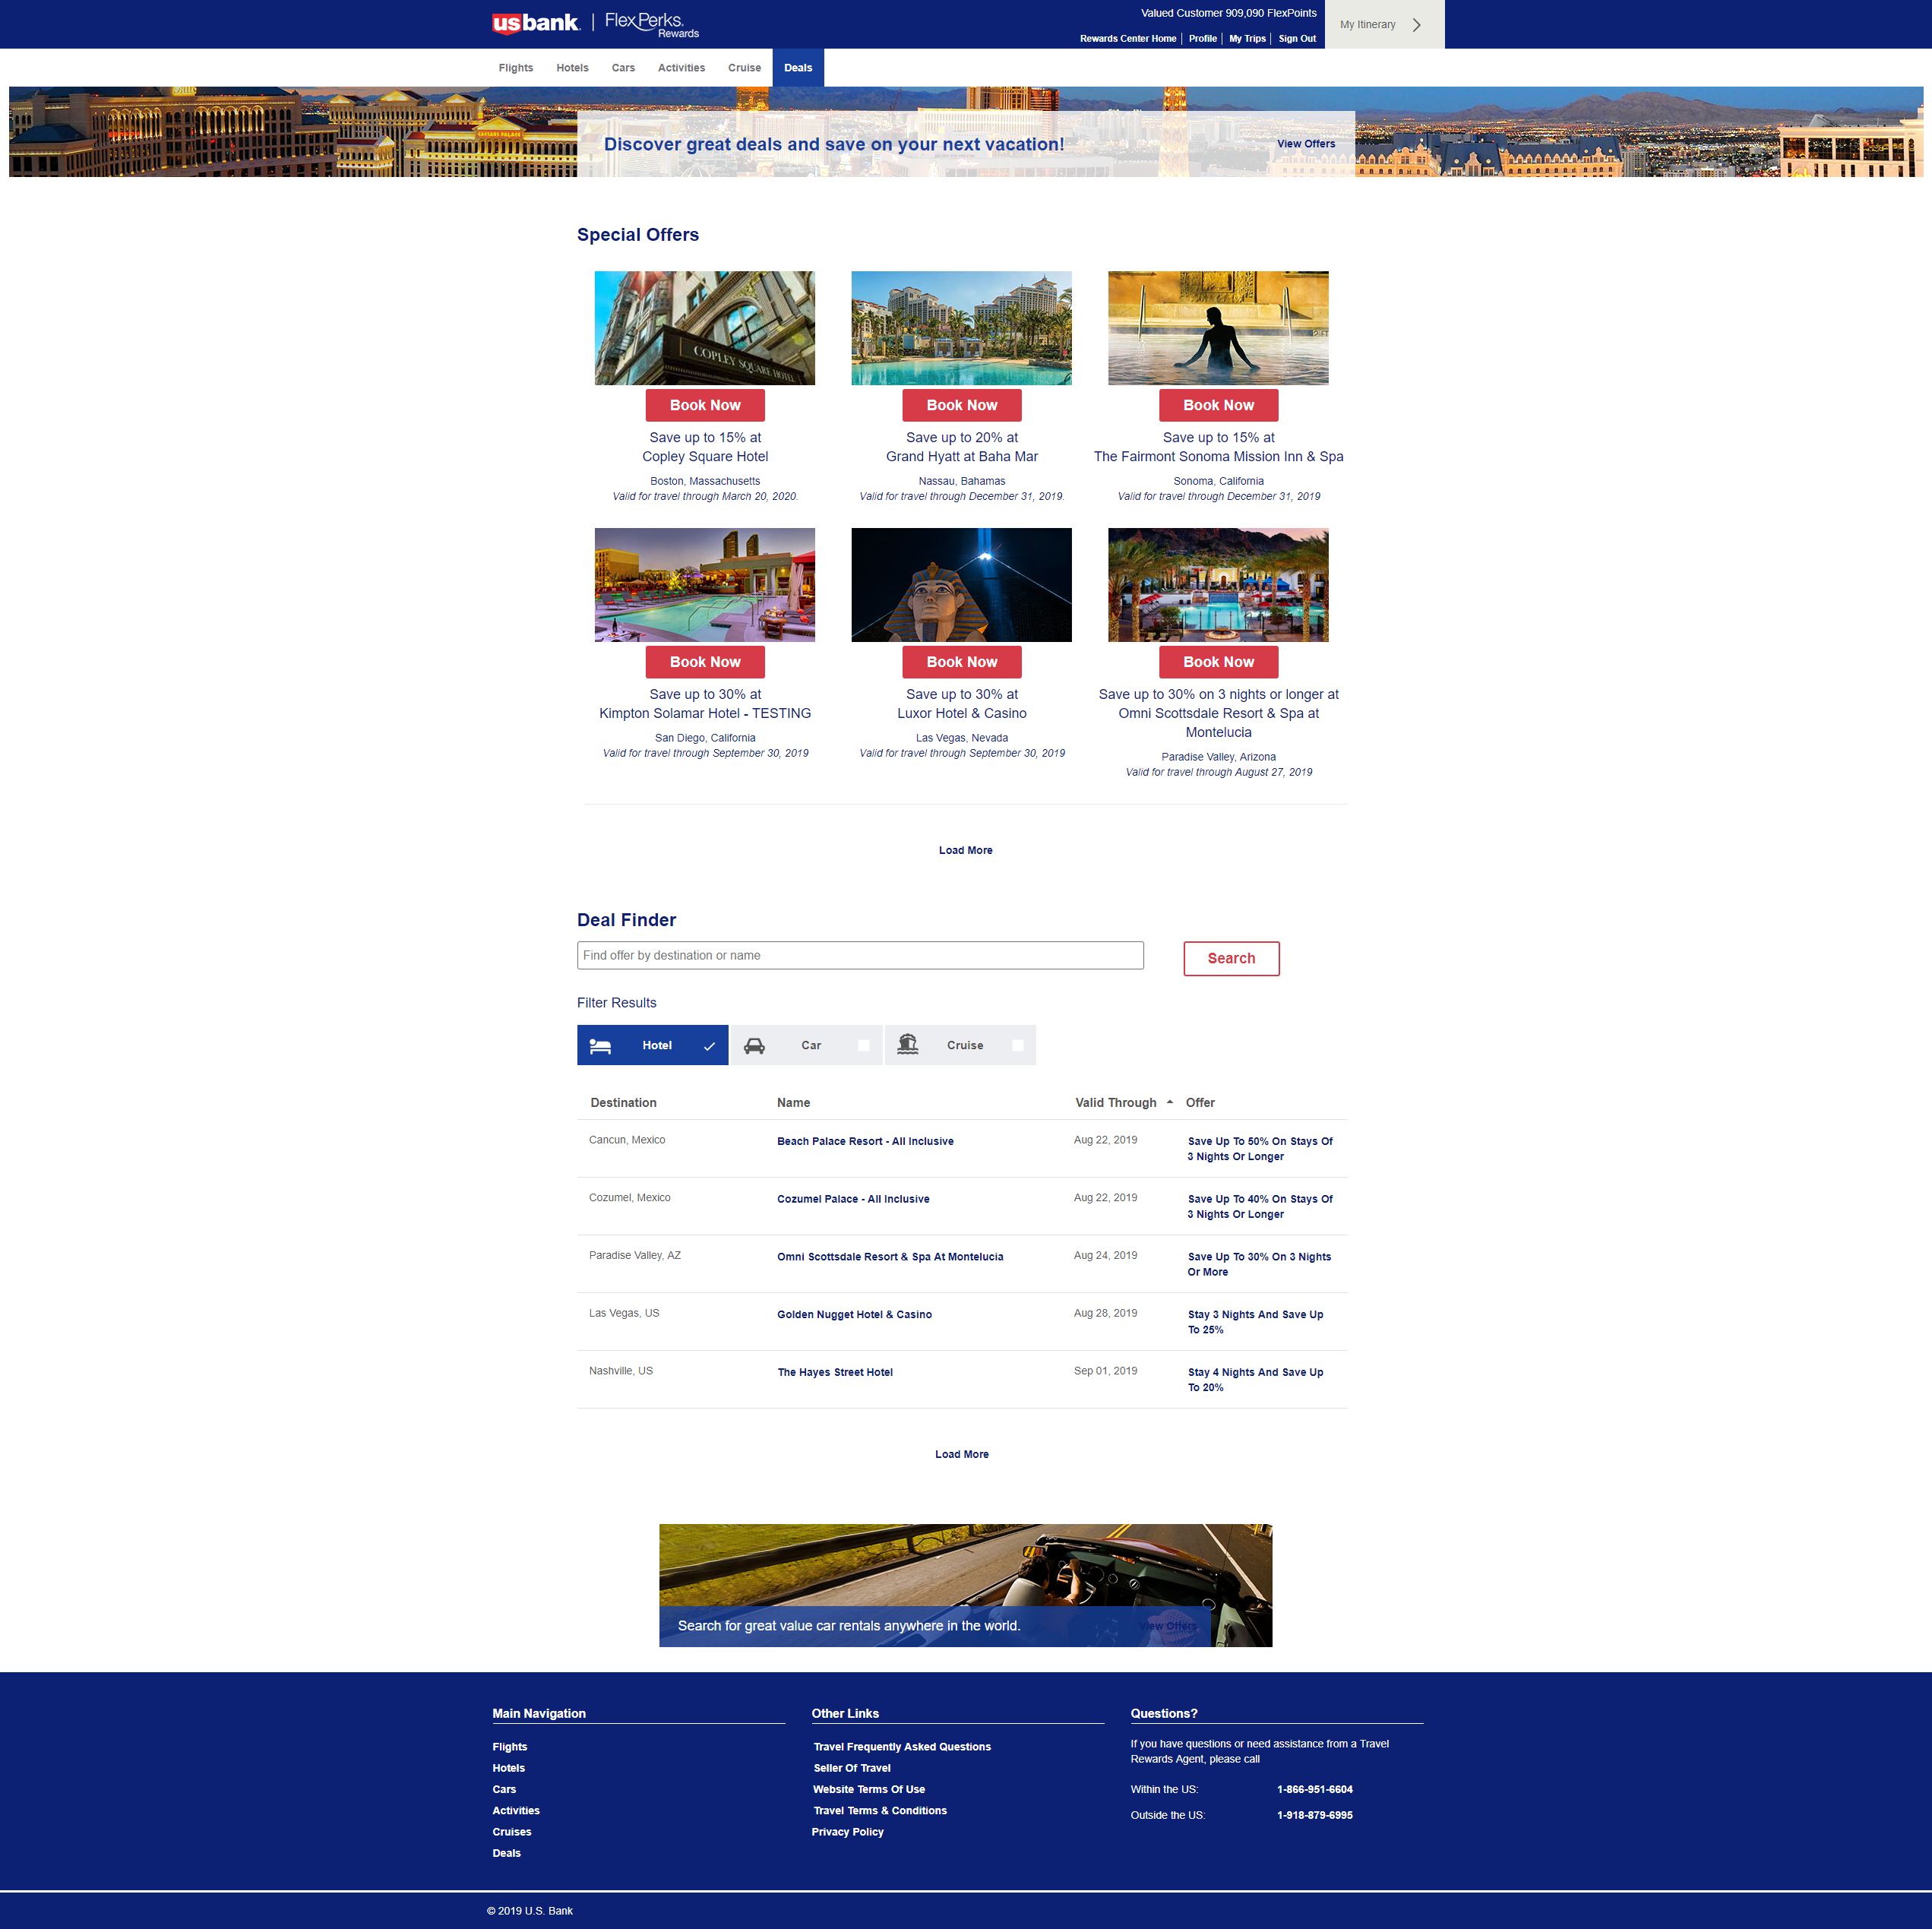 usbank | FlexPerks. Rewards
Valued Customer 909,090 FlexPoints
Rewards Center Home | Profile | My Trips | Sign Out
My Itinerary
Flights Hotels Cars Activities Cruise Deals
CAESARS PALACE
Discover great deals and save on your next vacation!
View Offers
Special Offers
COPLEY SQUARE HOTEL
Book Now
Save up to 15% at
Copley Square Hotel
Boston, Massachusetts
Valid for travel through March 20, 2020.
Book Now
Save up to 20% at
Grand Hyatt at Baha Mar
Nassau, Bahamas
Valid for travel through December 31, 2019.
Book Now
Save up to 15% at
The Fairmont Sonoma Mission Inn & Spa
Sonoma, California
Valid for travel through December 31, 2019
Book Now
Save up to 30% at
Kimpton Solamar Hotel - TESTING
San Diego, California
Valid for travel through September 30, 2019
Book Now
Save up to 30% at
Luxor Hotel & Casino
Las Vegas, Nevada
Valid for travel through September 30, 2019
Book Now
Save up to 30% on 3 nights or longer at
Omni Scottsdale Resort & Spa at
Montelucia
Paradise Valley, Arizona
Valid for travel through August 27, 2019
Load More
Deal Finder
Find offer by destination or name
Search
Filter Results
Hotel Car Cruise
Destination Name Valid Through Offer
Cancun, Mexico Beach Palace Resort - All Inclusive Aug 22, 2019 Save Up To 50% On Stays Of
3 Nights Or Longer
Cozumel, Mexico Cozumel Palace - All Inclusive Aug 22, 2019 Save Up To 40% On Stays Of
3 Nights Or Longer
Paradise Valley, AZ Omni Scottsdale Resort & Spa At Montelucia Aug 24, 2019 Save Up To 30% On 3 Nights
Or More
Las Vegas, US Golden Nugget Hotel & Casino Aug 28, 2019 Stay 3 Nights And Save Up
To 25%
Nashville, US The Hayes Street Hotel Sep 01, 2019 Stay 4 Nights And Save Up
To 20%
Load More
Search for great value car rentals anywhere in the world.
View Offers
Main Navigation
Flights
Hotels
Cars
Activities
Cruises
Deals
Other Links
Travel Frequently Asked Questions
Seller Of Travel
Website Terms Of Use
Travel Terms & Conditions
Privacy Policy
Questions?
If you have questions or need assistance from a Travel
Rewards Agent, please call
Within the US: 1-866-951-6604
Outside the US: 1-918-879-6995
© 2019 U.S. Bank